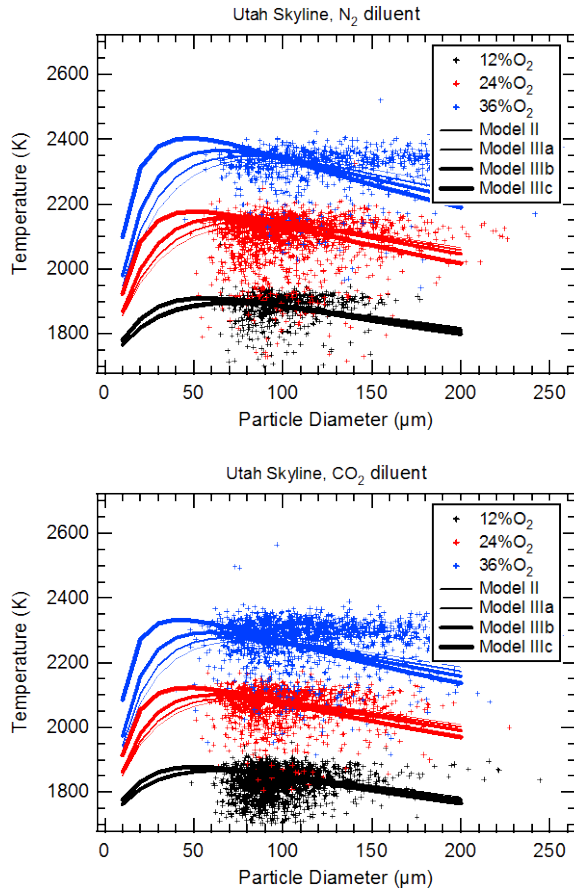 Utah Skyline, N₂ diluent
2600
2400
2200
2000
1800
Temperature (K)
12%O₂
24%O₂
36%O₂
Model II
Model IIIa
Model IIIb
Model IIIc
0 50 100 150 200 250
Particle Diameter (µm)
Utah Skyline, CO₂ diluent
2600
2400
2200
2000
1800
Temperature (K)
12%O₂
24%O₂
36%O₂
Model II
Model IIIa
Model IIIb
Model IIIc
0 50 100 150 200 250
Particle Diameter (µm)